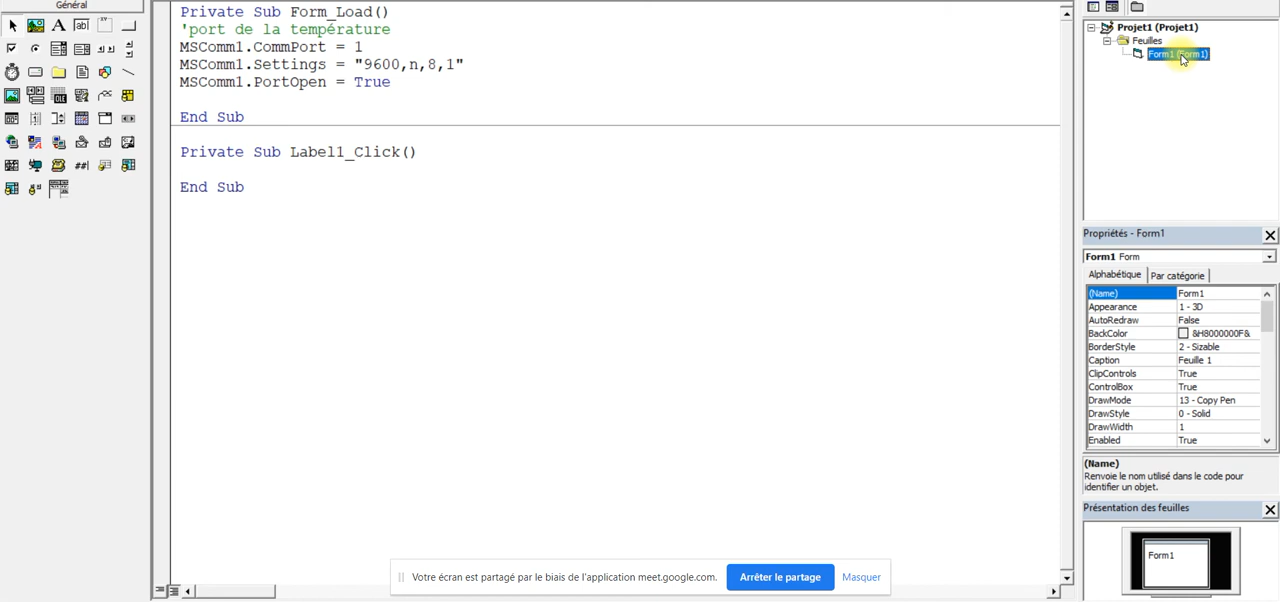 Général
A
ab|
Private Sub Form_Load()
'port de la température
MSComm1.CommPort = 1
MSComm1.Settings = "9600,n,8,1"
MSComm1.PortOpen = True
End Sub
Private Sub Label1_Click()
End Sub
Projet1 (Projet1)
Feuilles
Form1 (Form1)
Propriétés - Form1
Form1 Form
Alphabétique Par catégorie
(Name) Form1
Appearance 1 - 3D
AutoRedraw False
BackColor &H8000000F&
BorderStyle 2 - Sizable
Caption Feuille 1
ClipControls True
ControlBox True
DrawMode 13 - Copy Pen
DrawStyle 0 - Solid
DrawWidth 1
Enabled True
(Name)
Renvoie le nom utilisé dans le code pour
identifier un objet.
Présentation des feuilles
Form1
Votre écran est partagé par le biais de l'application meet.google.com. Arrêter le partage Masquer